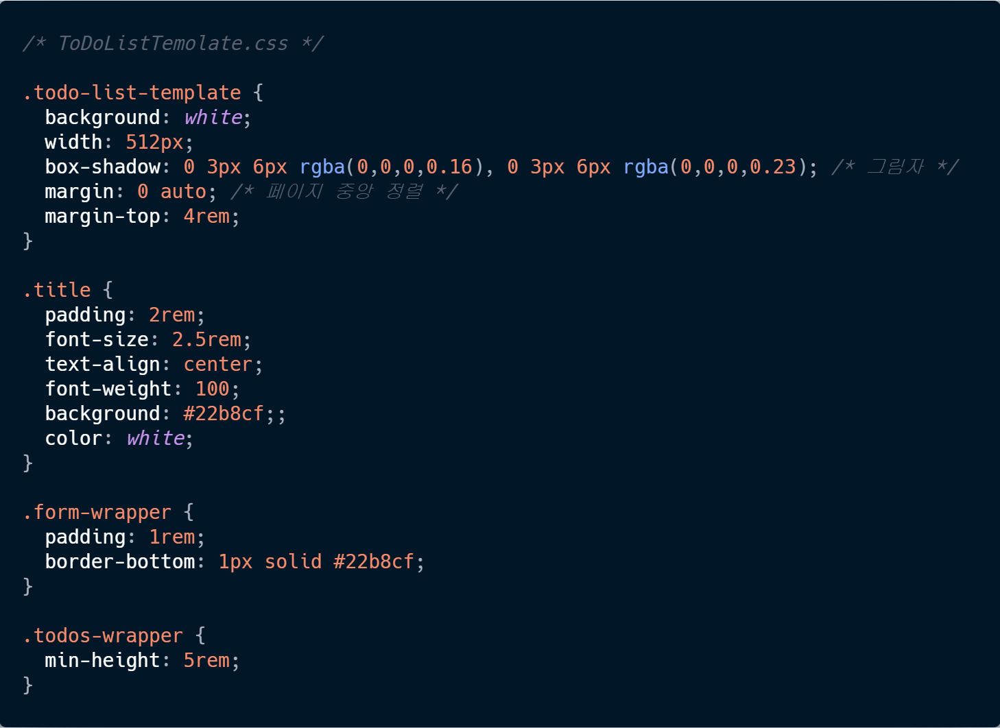 /* ToDoListTemolate.css */
.todo-list-template {
  background: white;
  width: 512px;
  box-shadow: 0 3px 6px rgba(0,0,0,0.16), 0 3px 6px rgba(0,0,0,0.23); /* 그림자 */
  margin: 0 auto; /* 페이지 중앙 정렬 */
  margin-top: 4rem;
}
.title {
  padding: 2rem;
  font-size: 2.5rem;
  text-align: center;
  font-weight: 100;
  background: #22b8cf;;
  color: white;
}
.form-wrapper {
  padding: 1rem;
  border-bottom: 1px solid #22b8cf;
}
.todos-wrapper {
  min-height: 5rem;
}